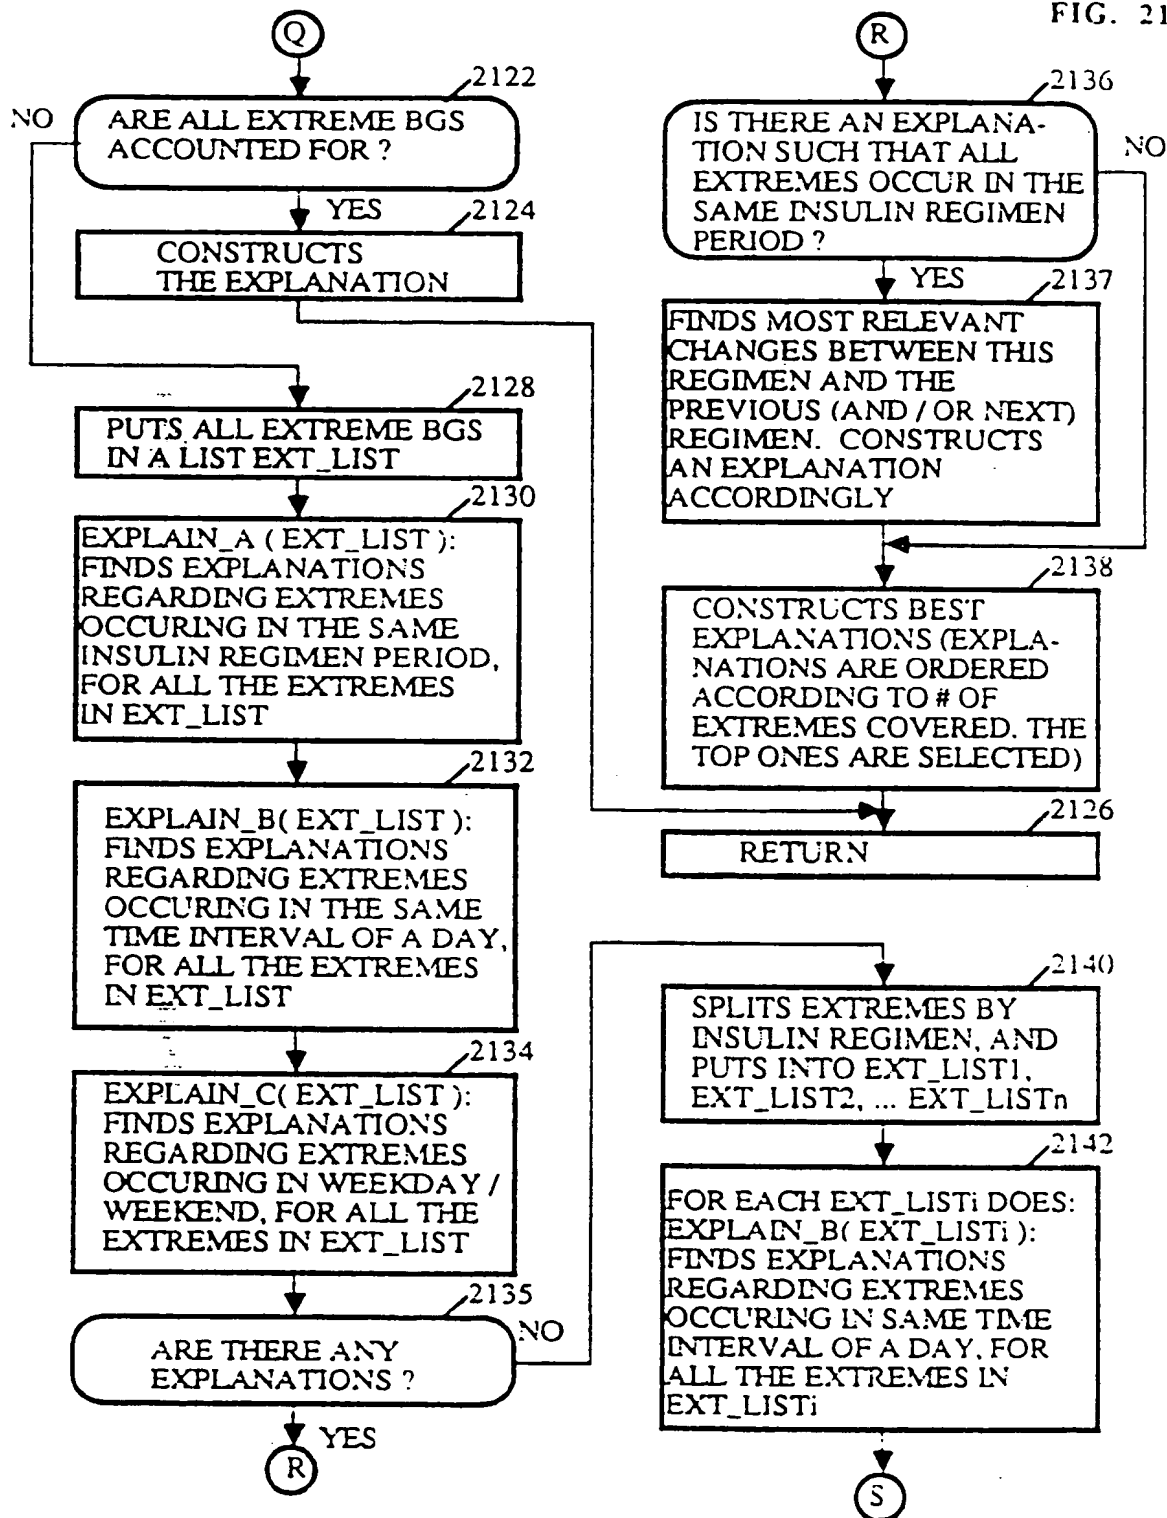 FIG. 21
Q
2122
NO
ARE ALL EXTREME BGS
ACCOUNTED FOR ?
YES
2124
CONSTRUCTS
THE EXPLANATION
2128
PUTS ALL EXTREME BGS
IN A LIST EXT_LIST
2130
EXPLAIN_A ( EXT_LIST ):
FINDS EXPLANATIONS
REGARDING EXTREMES
OCCURING IN THE SAME
INSULIN REGIMEN PERIOD,
FOR ALL THE EXTREMES
IN EXT_LIST
2132
EXPLAIN_B( EXT_LIST ):
FINDS EXPLANATIONS
REGARDING EXTREMES
OCCURING IN THE SAME
TIME INTERVAL OF A DAY,
FOR ALL THE EXTREMES
IN EXT_LIST
2134
EXPLAIN_C( EXT_LIST ):
FINDS EXPLANATIONS
REGARDING EXTREMES
OCCURING IN WEEKDAY /
WEEKEND, FOR ALL THE
EXTREMES IN EXT_LIST
2135
NO
ARE THERE ANY
EXPLANATIONS ?
YES
R
R
2136
IS THERE AN EXPLANA-
TION SUCH THAT ALL
EXTREMES OCCUR IN THE
SAME INSULIN REGIMEN
PERIOD ?
NO
YES
2137
FINDS MOST RELEVANT
CHANGES BETWEEN THIS
REGIMEN AND THE
PREVIOUS (AND / OR NEXT)
REGIMEN. CONSTRUCTS
AN EXPLANATION
ACCORDINGLY
2138
CONSTRUCTS BEST
EXPLANATIONS (EXPLA-
NATIONS ARE ORDERED
ACCORDING TO # OF
EXTREMES COVERED. THE
TOP ONES ARE SELECTED)
2126
RETURN
2140
SPLITS EXTREMES BY
INSULIN REGIMEN, AND
PUTS INTO EXT_LIST1,
EXT_LIST2, ... EXT_LISTn
2142
FOR EACH EXT_LISTi DOES:
EXPLAIN_B( EXT_LISTi ):
FINDS EXPLANATIONS
REGARDING EXTREMES
OCCURING IN SAME TIME
INTERVAL OF A DAY, FOR
ALL THE EXTREMES IN
EXT_LISTi
S